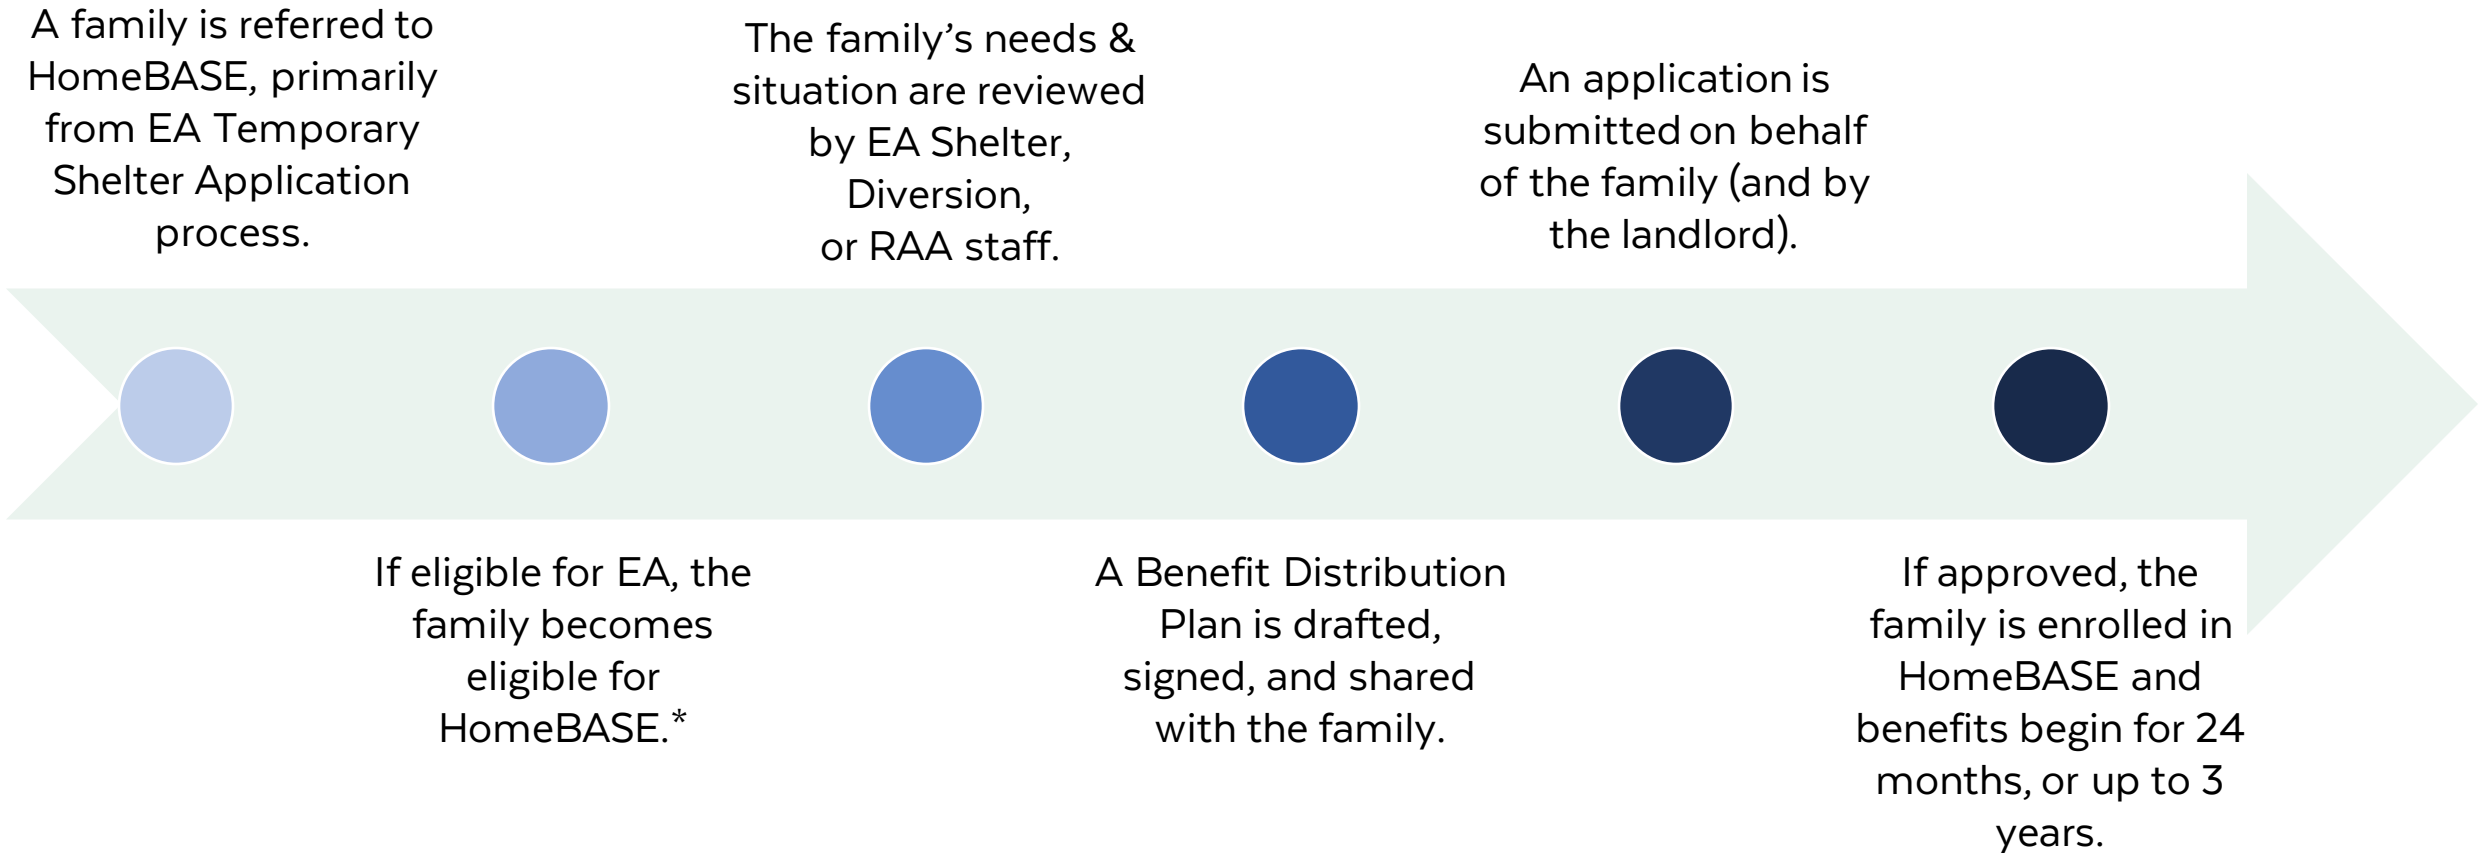 A family is referred to
HomeBASE, primarily
from EA Temporary
Shelter Application
process.
If eligible for EA, the
family becomes
eligible for
HomeBASE.*
The family’s needs &
situation are reviewed
by EA Shelter,
Diversion,
or RAA staff.
A Benefit Distribution
Plan is drafted,
signed, and shared
with the family.
An application is
submitted on behalf
of the family (and by
the landlord).
If approved, the
family is enrolled in
HomeBASE and
benefits begin for 24
months, or up to 3
years.